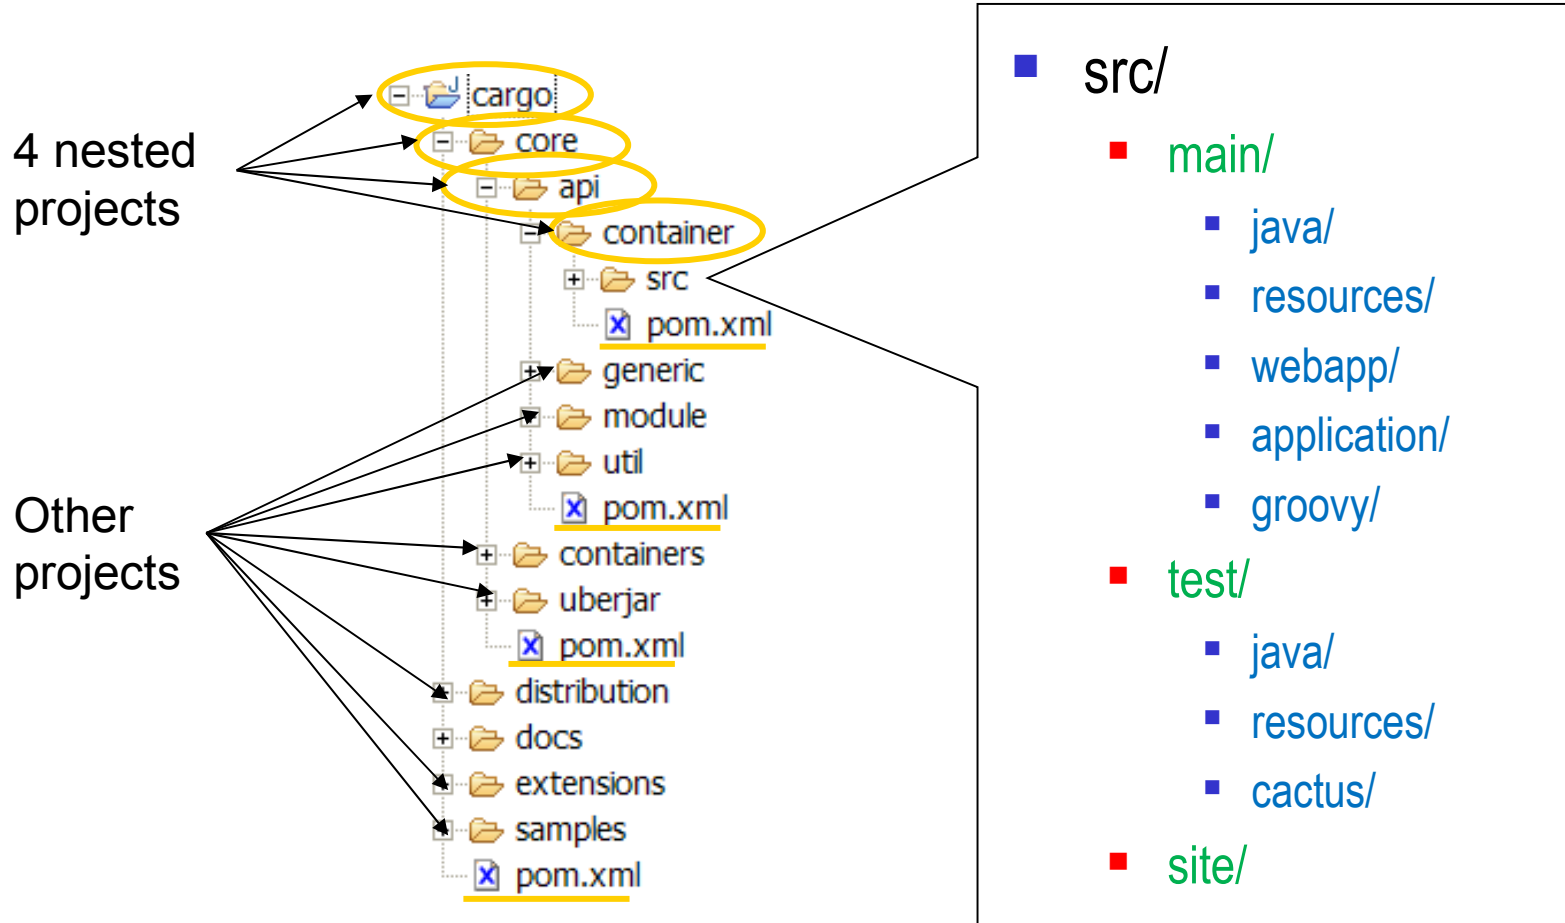 4 nested
projects
Other
projects
cargo
core
api
container
src
pom.xml
generic
module
util
pom.xml
containers
uberjar
pom.xml
distribution
docs
extensions
samples
pom.xml
src/
main/
java/
resources/
webapp/
application/
groovy/
test/
java/
resources/
cactus/
site/